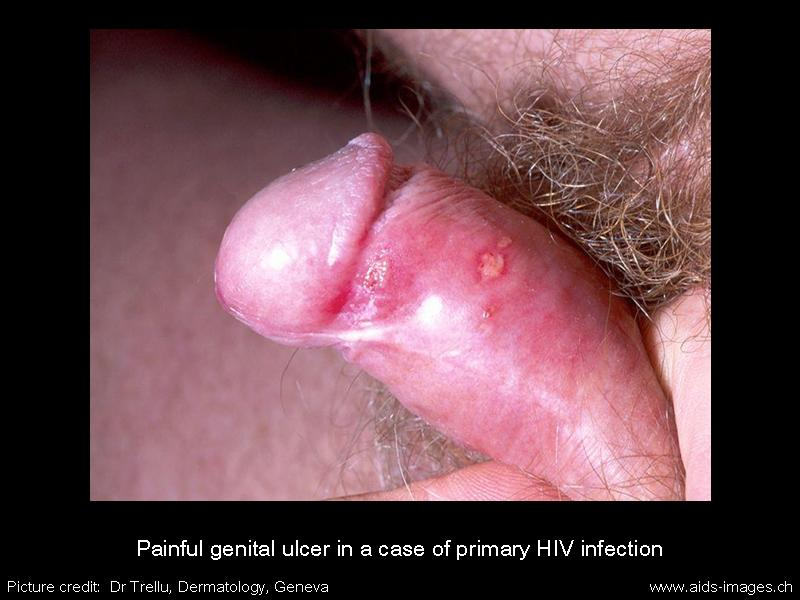 Painful genital ulcer in a case of primary HIV infection
Picture credit:  Dr Trellu, Dermatology, Geneva
www.aids-images.ch